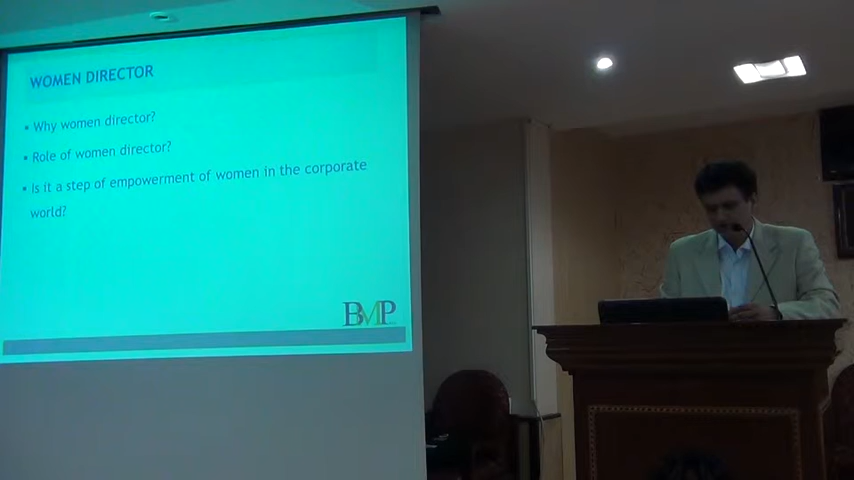 WOMEN DIRECTOR
▪ Why women director?
▪ Role of women director?
▪ Is it a step of empowerment of women in the corporate
world?
BMP